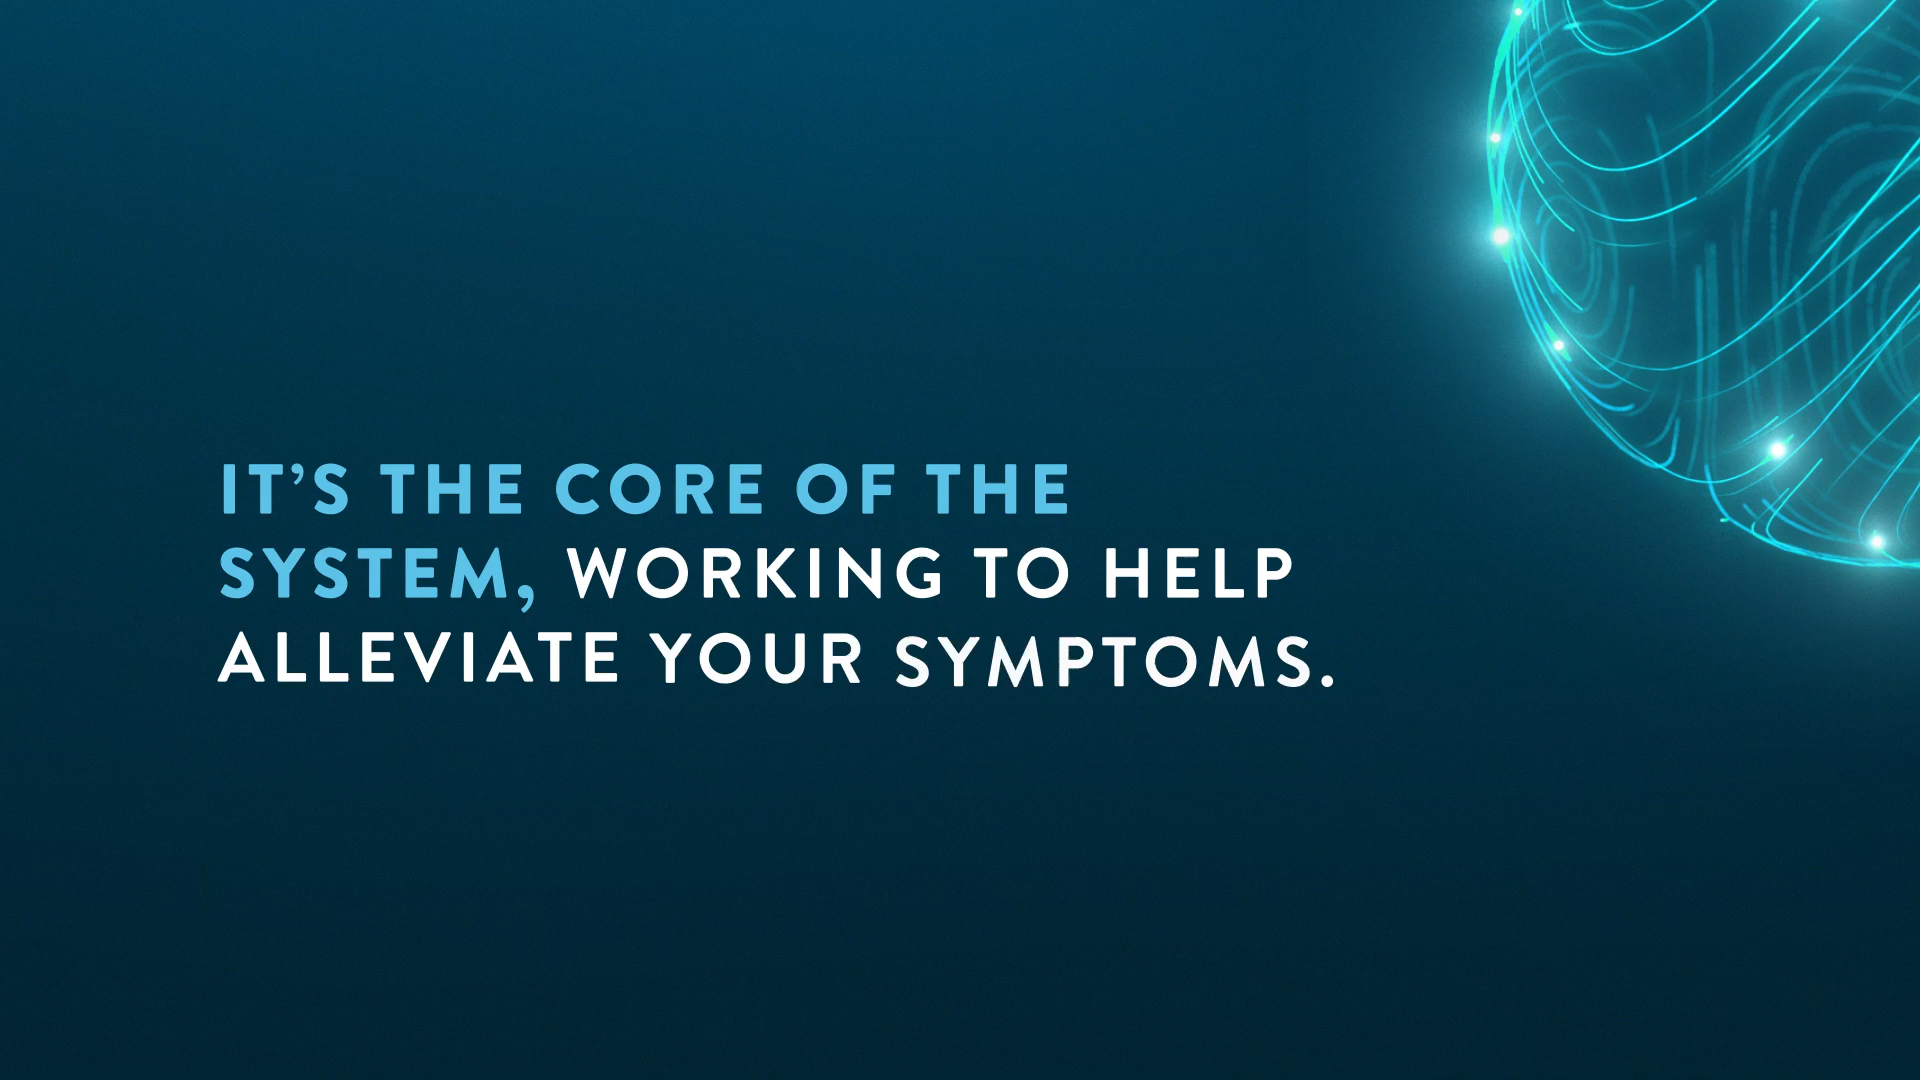 IT’S THE CORE OF THE
SYSTEM, WORKING TO HELP
ALLEVIATE YOUR SYMPTOMS.